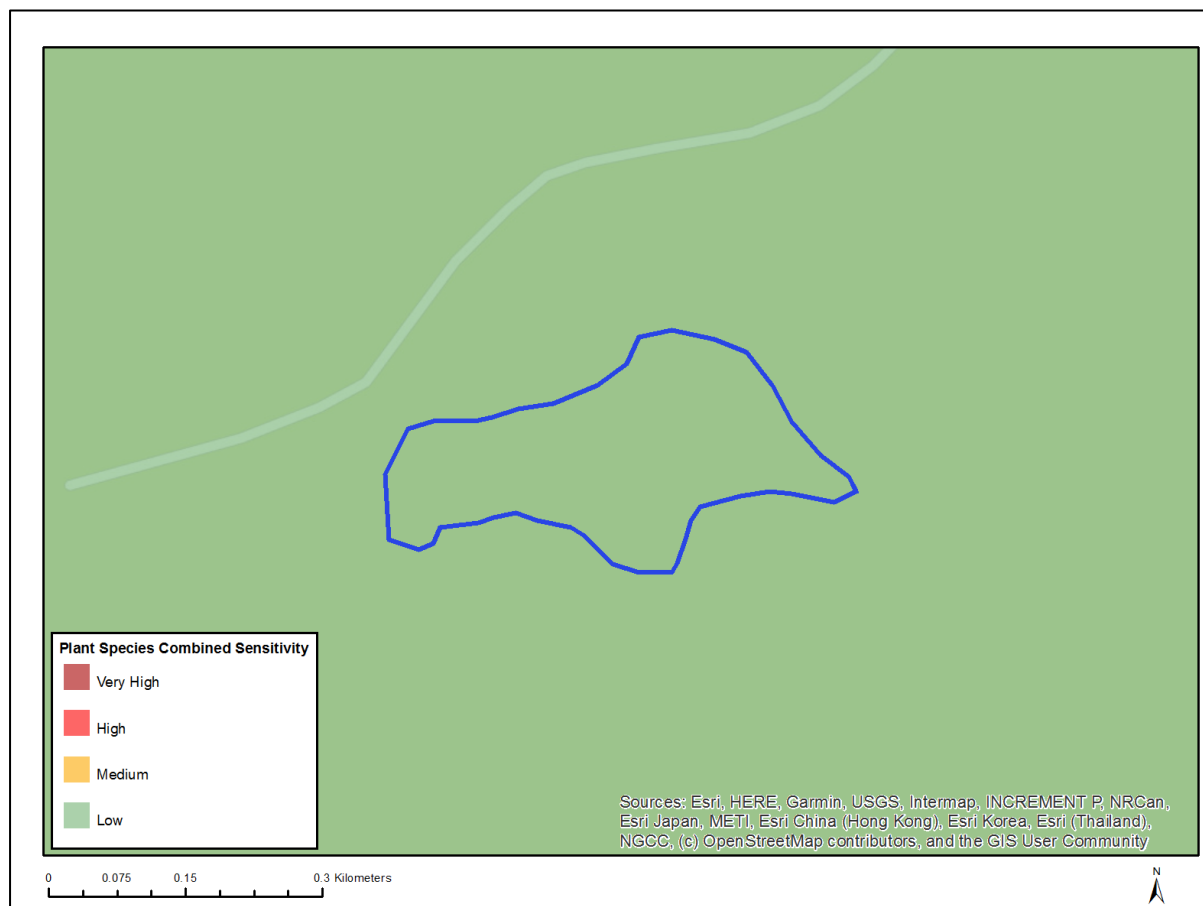 Plant Species Combined Sensitivity
Very High
High
Medium
Low
Sources: Esri, HERE, Garmin, USGS, Intermap, INCREMENT P, NRCan,
Esri Japan, METI, Esri China (Hong Kong), Esri Korea, Esri (Thailand),
NGCC, (c) OpenStreetMap contributors, and the GIS User Community
0 0.075 0.15 0.3 Kilometers
N